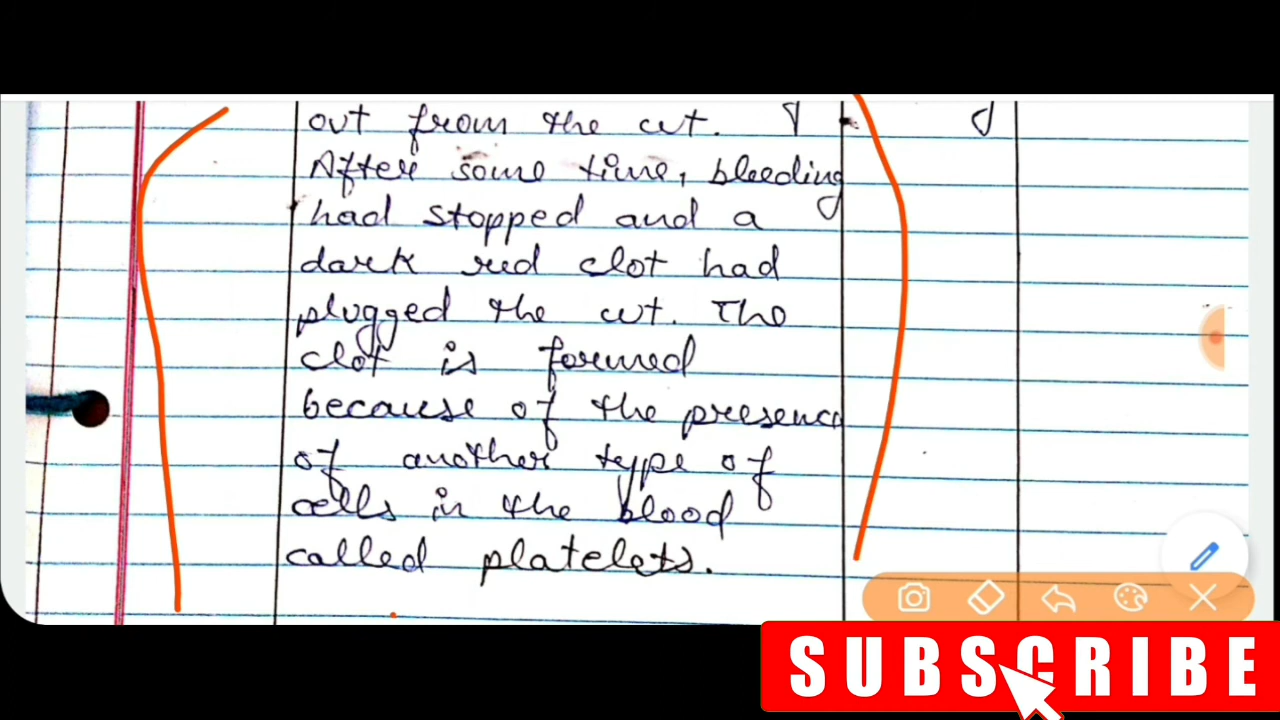 out from the cut. I
After some time, bleeding
had stopped and a
dark red clot had
plugged the cut. The
clot is formed
because of the presence
of another type of
cells in the blood
called platelets.
SUBSCRIBE